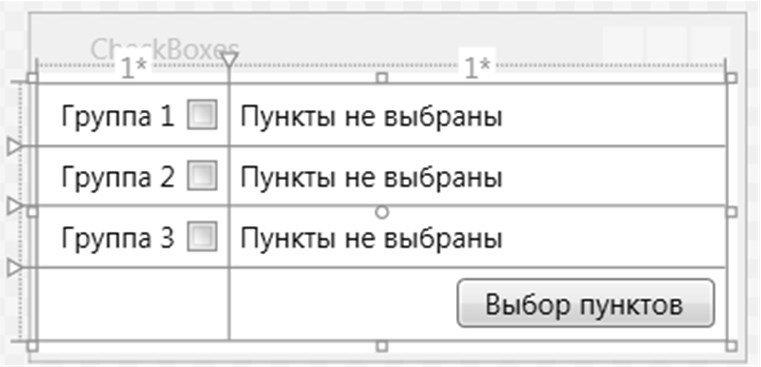 CheckBoxes
1* 1*
Группа 1 Пункты не выбраны
Группа 2 Пункты не выбраны
Группа 3 Пункты не выбраны
Выбор пунктов